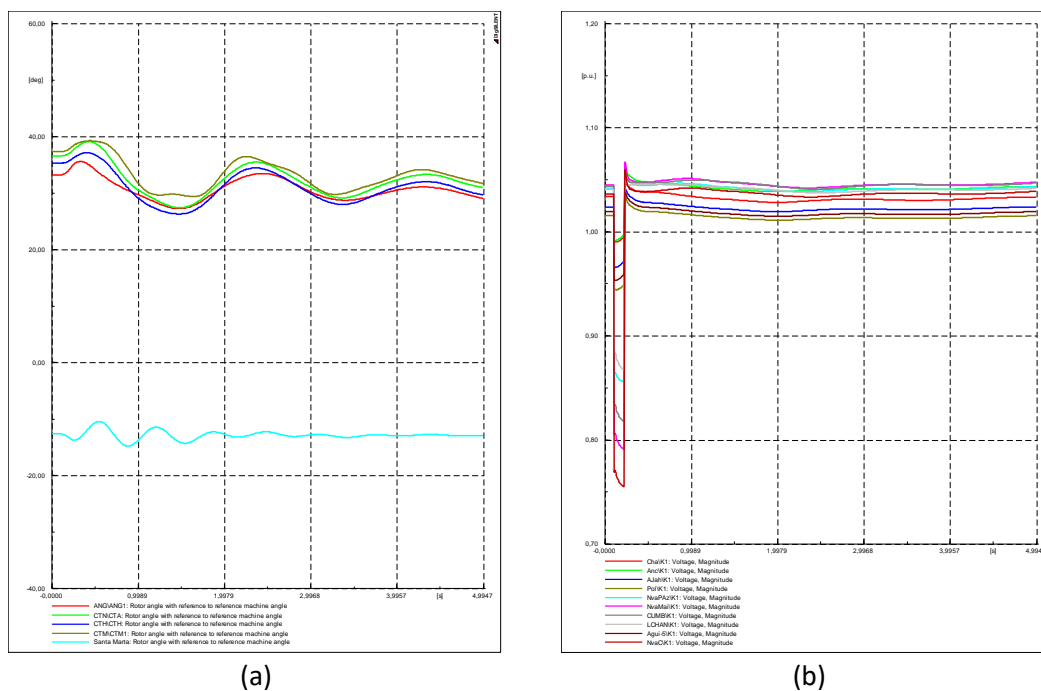 60,00
[deg]
40,00
20,00
0,00
-20,00
-40,00
-0,0000 0,9989 1,9979 2,9968 3,9957 [s] 4,9947
ANG\ANG1: Rotor angle with reference to reference machine angle
CTN\CTA: Rotor angle with reference to reference machine angle
CTH\CTH: Rotor angle with reference to reference machine angle
CTM\CTM1: Rotor angle with reference to reference machine angle
Santa Marta: Rotor angle with reference to reference machine angle
DIgSILENT
(a)
1,20
[p.u.]
1,10
1,00
0,90
0,80
0,70
-0,0000 0,9989 1,9979 2,9968 3,9957 [s] 4,994
Cha\K1: Voltage, Magnitude
Anc\K1: Voltage, Magnitude
AJah\K1: Voltage, Magnitude
Pol\K1: Voltage, Magnitude
NvaPAz\K1: Voltage, Magnitude
NvaMai\K1: Voltage, Magnitude
CUMB\K1: Voltage, Magnitude
LCHAN\K1: Voltage, Magnitude
Agui-5\K1: Voltage, Magnitude
NvaC\K1: Voltage, Magnitude
(b)